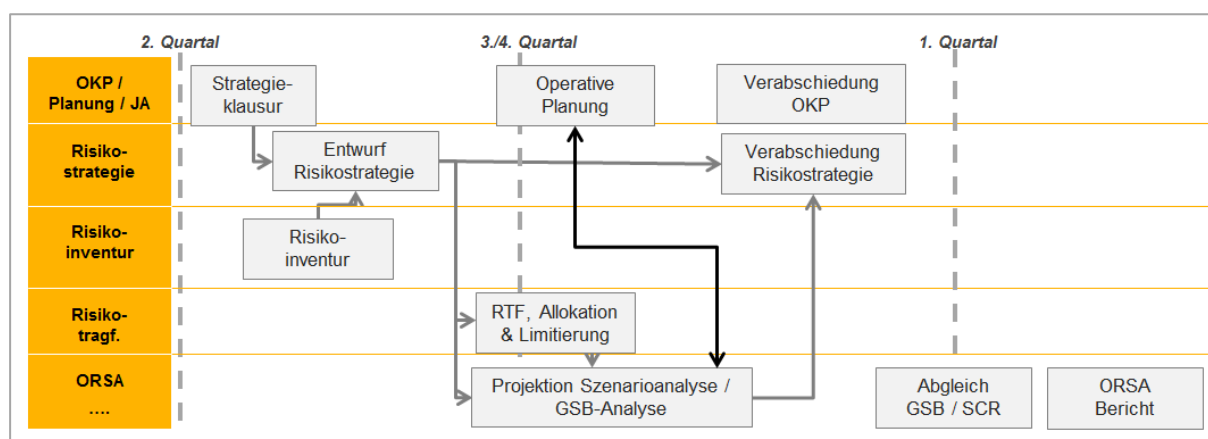 2. Quartal
3./4. Quartal
1. Quartal
OKP /
Planung / JA
Strategie-
klausur
Operative
Planung
Verabschiedung
OKP
Risiko-
strategie
Entwurf
Risikostrategie
Verabschiedung
Risikostrategie
Risiko-
inventur
Risiko-
inventur
Risiko-
tragf.
RTF, Allokation
& Limitierung
ORSA
....
Projektion Szenarioanalyse /
GSB-Analyse
Abgleich
GSB / SCR
ORSA
Bericht